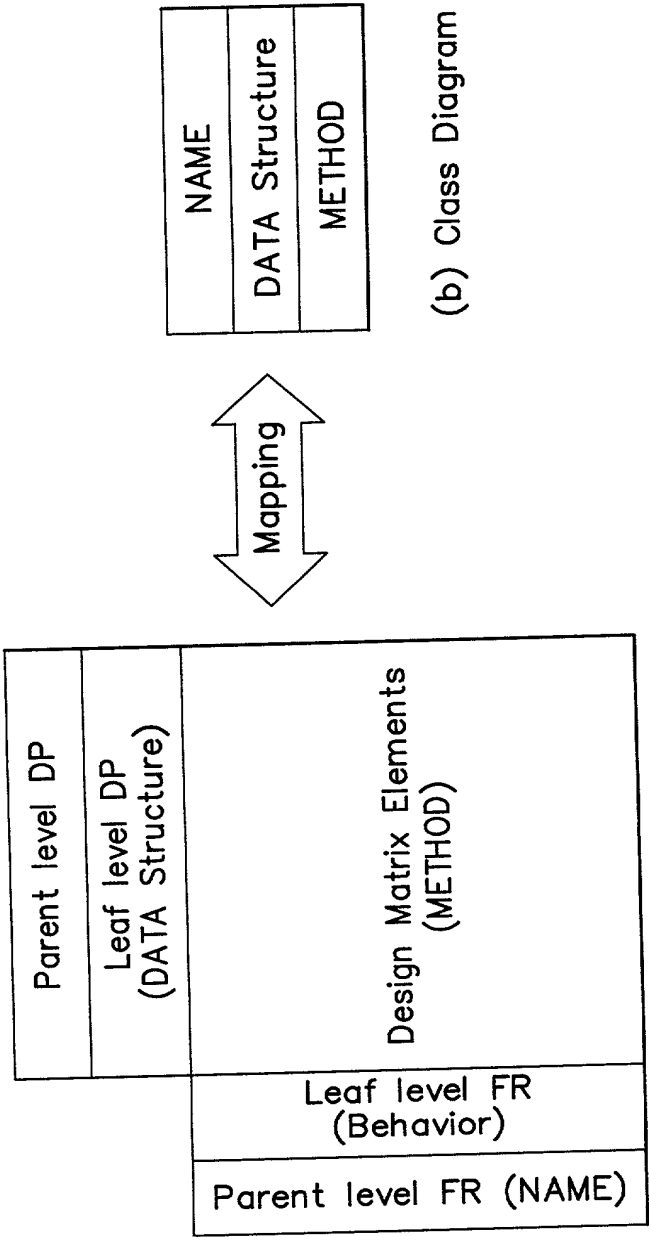 Parent level DP
Leaf level DP
(DATA Structure)
Parent level FR (NAME)
Leaf level FR
(Behavior)
Design Matrix Elements
(METHOD)
Mapping
NAME
DATA Structure
METHOD
(b) Class Diagram